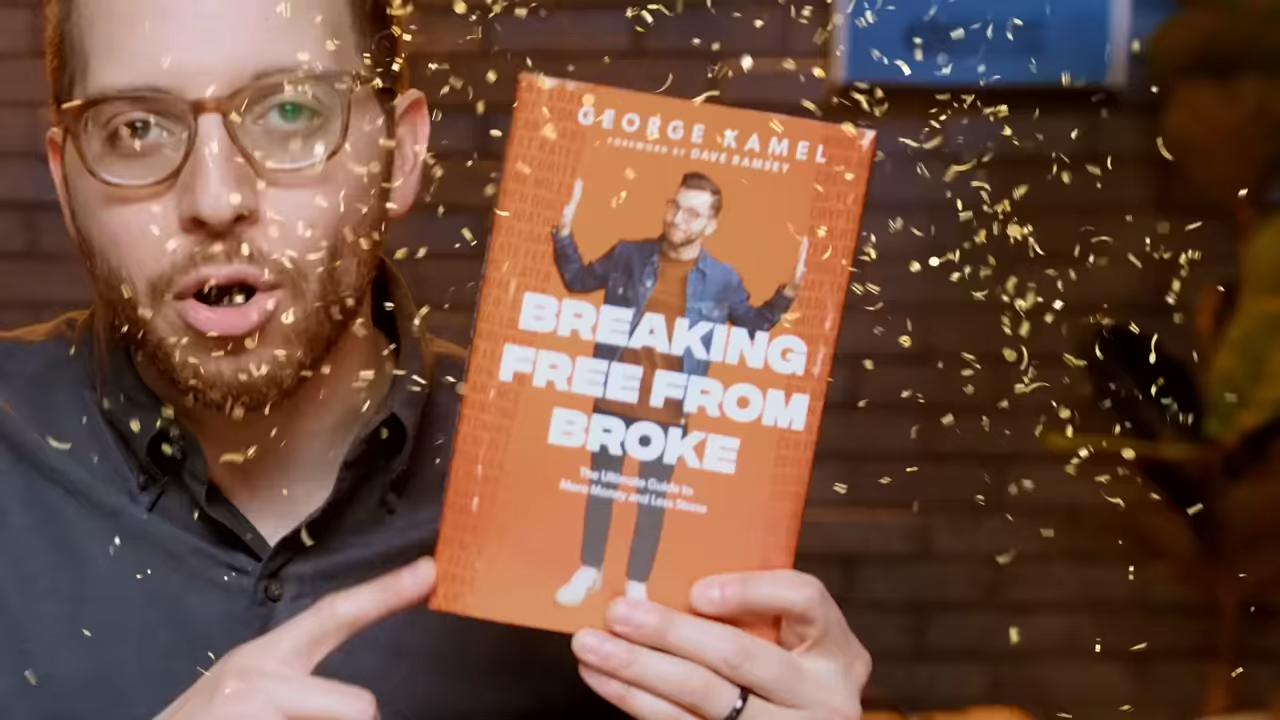 GEORGE KAMEL
FOREWORD BY DAVE RAMSEY
BREAKING
FREE FROM
BROKE
The Ultimate Guide to
More Money and Less Stress